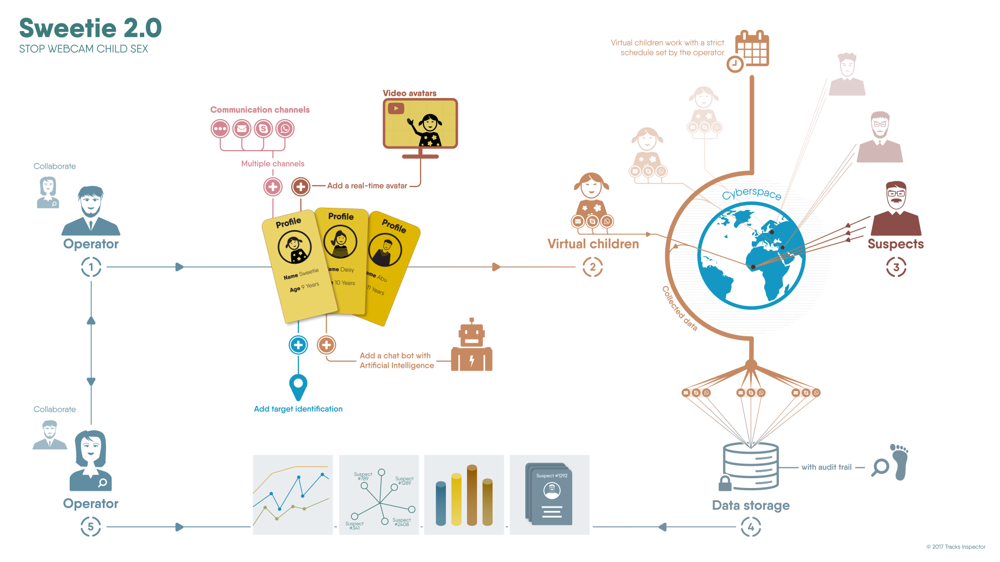 Sweetie 2.0
STOP WEBCAM CHILD SEX
Virtual children work with a strict
schedule set by the operator
Video avatars
Communication channels
Multiple channels
Add a real-time avatar
Collaborate
Operator
1
Profile
Name Sweetie
Age 9 Years
Profile
ame Daisy
e 10 Years
Profile
ame Abu
11 Years
Add a chat bot with
Artificial Intelligence
Add target identification
Virtual children
2
Cyberspace
Collected data
Suspects
3
Collaborate
Operator
5
Suspect
#789
Suspect
#1289
Suspect
#341
Suspect
#2408
Suspect #1292
with audit trail
Data storage
4
© 2017 Tracks Inspector